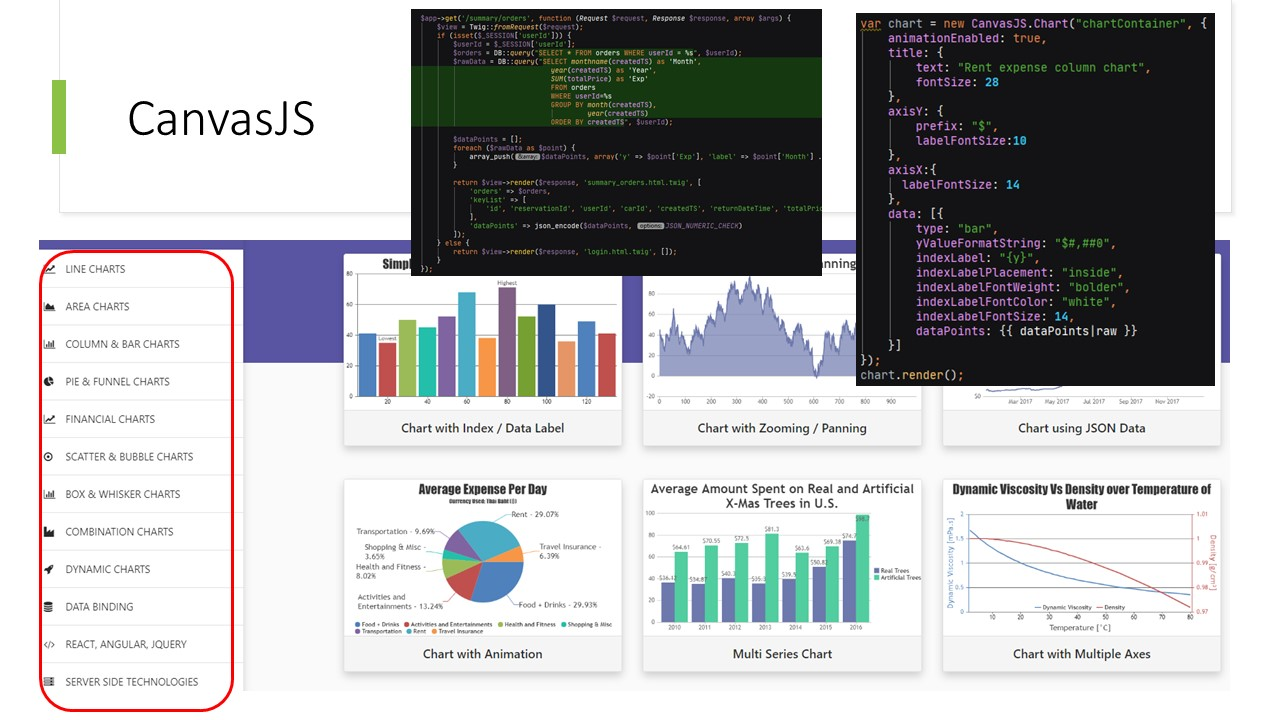 CanvasJS
$app->get('/summary/orders', function (Request $request, Response $response, array $args) {
$view = Twig::fromRequest($request);
if (isset($_SESSION['userId'])) {
$userId = $_SESSION['userId'];
$orders = DB::query("SELECT * FROM orders WHERE userId = %s", $userId);
$rawData = DB::query("SELECT monthname(createdTS) as 'Month',
year(createdTS) as 'Year',
SUM(totalPrice) as 'Exp'
FROM orders
WHERE userId=%s
GROUP BY month(createdTS),
year(createdTS)
ORDER BY createdTS", $userId);
$dataPoints = [];
foreach ($rawData as $point) {
array_push( &array: $dataPoints, array('y' => $point['Exp'], 'label' => $point['Month'] .
}
return $view->render($response, 'summary_orders.html.twig', [
'orders' => $orders,
'keyList' => [
'id', 'reservationId', 'userId', 'carId', 'createdTS', 'returnDateTime', 'totalPric
],
'dataPoints' => json_encode($dataPoints, options: JSON_NUMERIC_CHECK)
]);
} else {
return $view->render($response, 'login.html.twig', []);
}
});
var chart = new CanvasJS.Chart("chartContainer", {
animationEnabled: true,
title: {
text: "Rent expense column chart",
fontSize: 28
},
axisY: {
prefix: "$",
labelFontSize:10
},
axisX:{
labelFontSize: 14
},
data: [{
type: "bar",
yValueFormatString: "$#,##0",
indexLabel: "{y}",
indexLabelPlacement: "inside",
indexLabelFontWeight: "bolder",
indexLabelFontColor: "white",
indexLabelFontSize: 14,
dataPoints: {{ dataPoints|raw }}
}]
});
chart.render();
LINE CHARTS
AREA CHARTS
COLUMN & BAR CHARTS
PIE & FUNNEL CHARTS
FINANCIAL CHARTS
SCATTER & BUBBLE CHARTS
BOX & WHISKER CHARTS
COMBINATION CHARTS
DYNAMIC CHARTS
DATA BINDING
REACT, ANGULAR, JQUERY
SERVER SIDE TECHNOLOGIES
80
60
40
20
0
Highest
Lowest
20 40 60 80 100 120
Chart with Index / Data Label
80
60
40
20
0
-20
0 100 200 300 400 500 600 700 800 900
Chart with Zooming / Panning
50
Mar 2017 May 2017 Jul 2017 Sep 2017 Nov 2017
Chart using JSON Data
Average Expense Per Day
Currency Used: Thai Baht (฿)
Rent - 29.07%
Transportation - 9.69%
Travel Insurance -
6.39%
Shopping & Misc -
3.65%
Health and Fitness -
8.02%
Activities and
Entertainments - 13.24%
Food + Drinks - 29.93%
Food + Drinks Activities and Entertainments Health and Fitness Shopping & Misc
Transportation Rent Travel Insurance
Chart with Animation
Average Amount Spent on Real and Artificial
X-Mas Trees in U.S.
100
80
60
40
20
0
$64.61 $70.55 $72.5 $81.3 $63.6 $69.38
2010 2011 2012 2013 2014 2015 2016
Real Trees
Artificial Trees
Multi Series Chart
Dynamic Viscosity Vs Density over Temperature of
Water
Dynamic Viscosity [mPa.s]
2
1.5
1
0.5
0
1.01
1
0.99
0.98
0.97
Density [g/cm³]
10 20 30 40 50 60 70 80
Dynamic Viscosity Density
Temperature [°C]
Chart with Multiple Axes